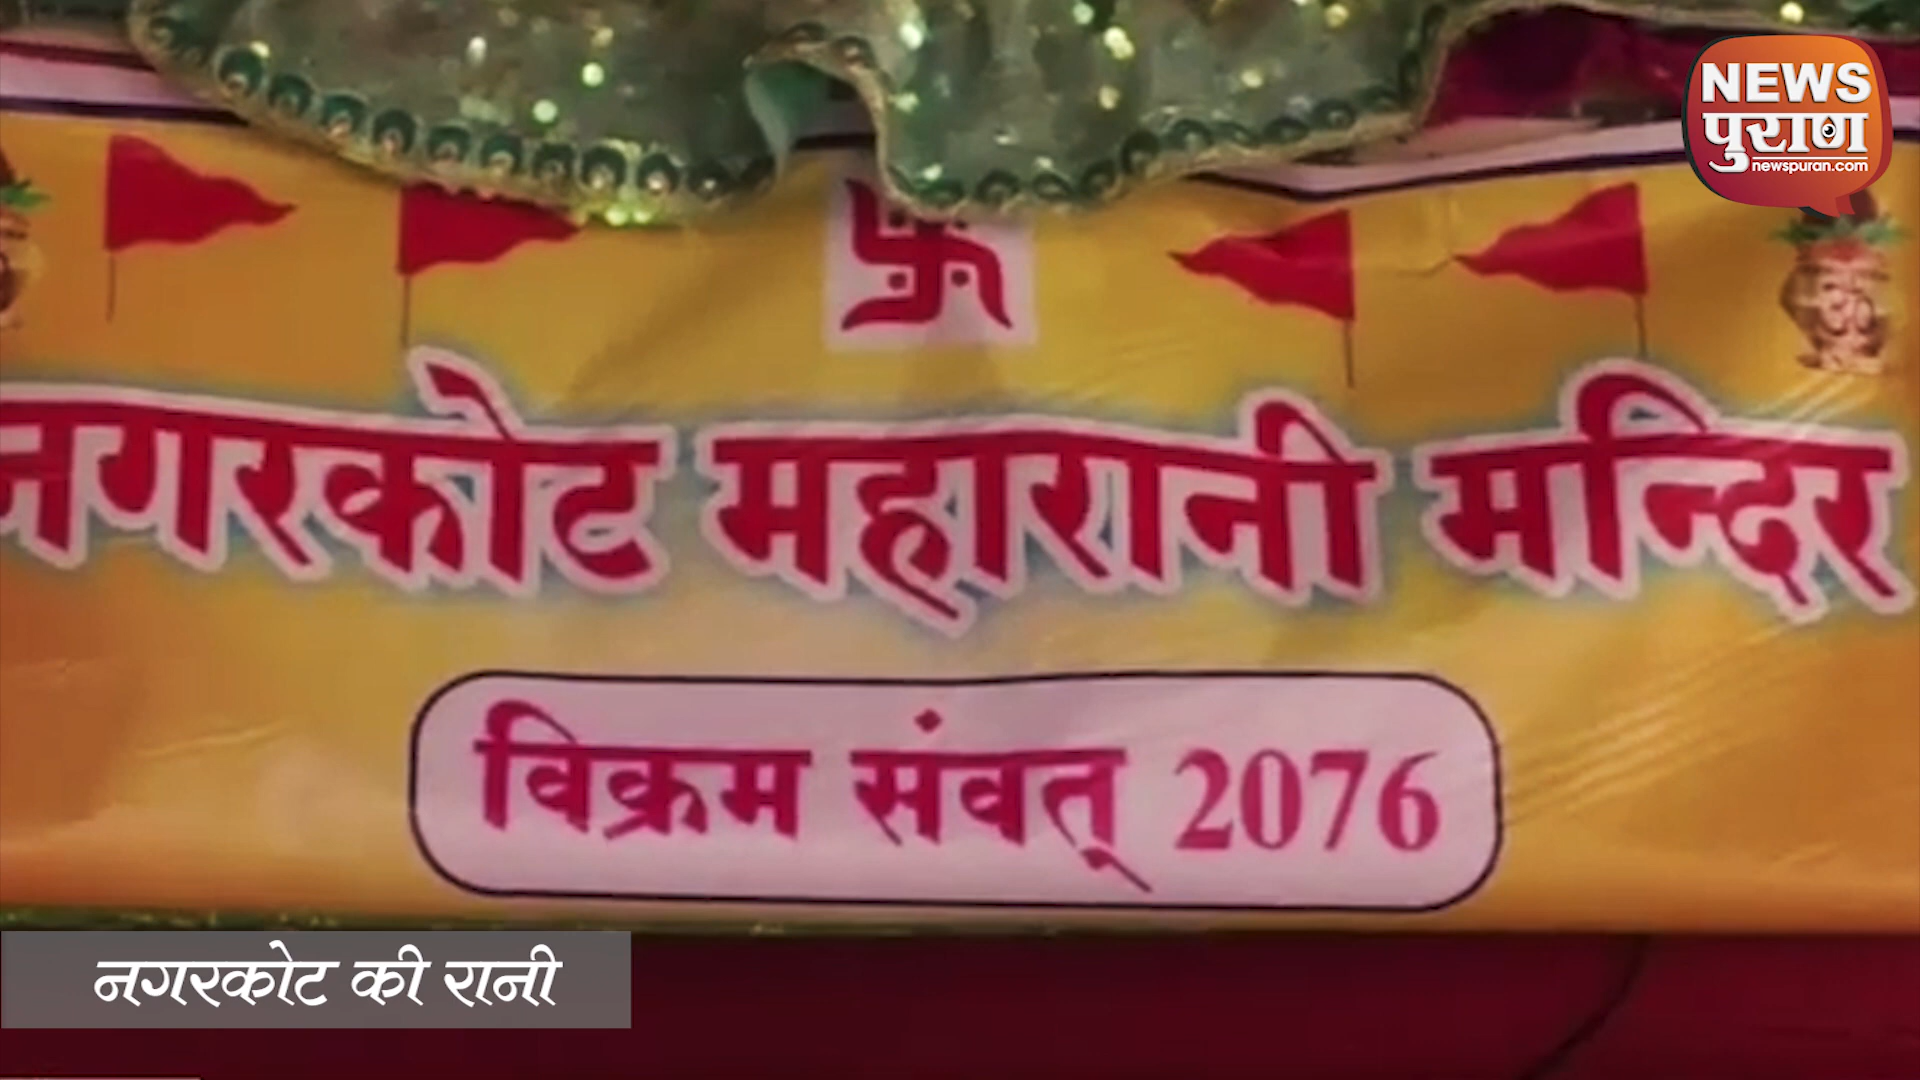 NEWS
पुराण
newspuran.com
नगरकोट महारानी मन्दिर
विक्रम संवत् 2076
नगरकोट की रानी